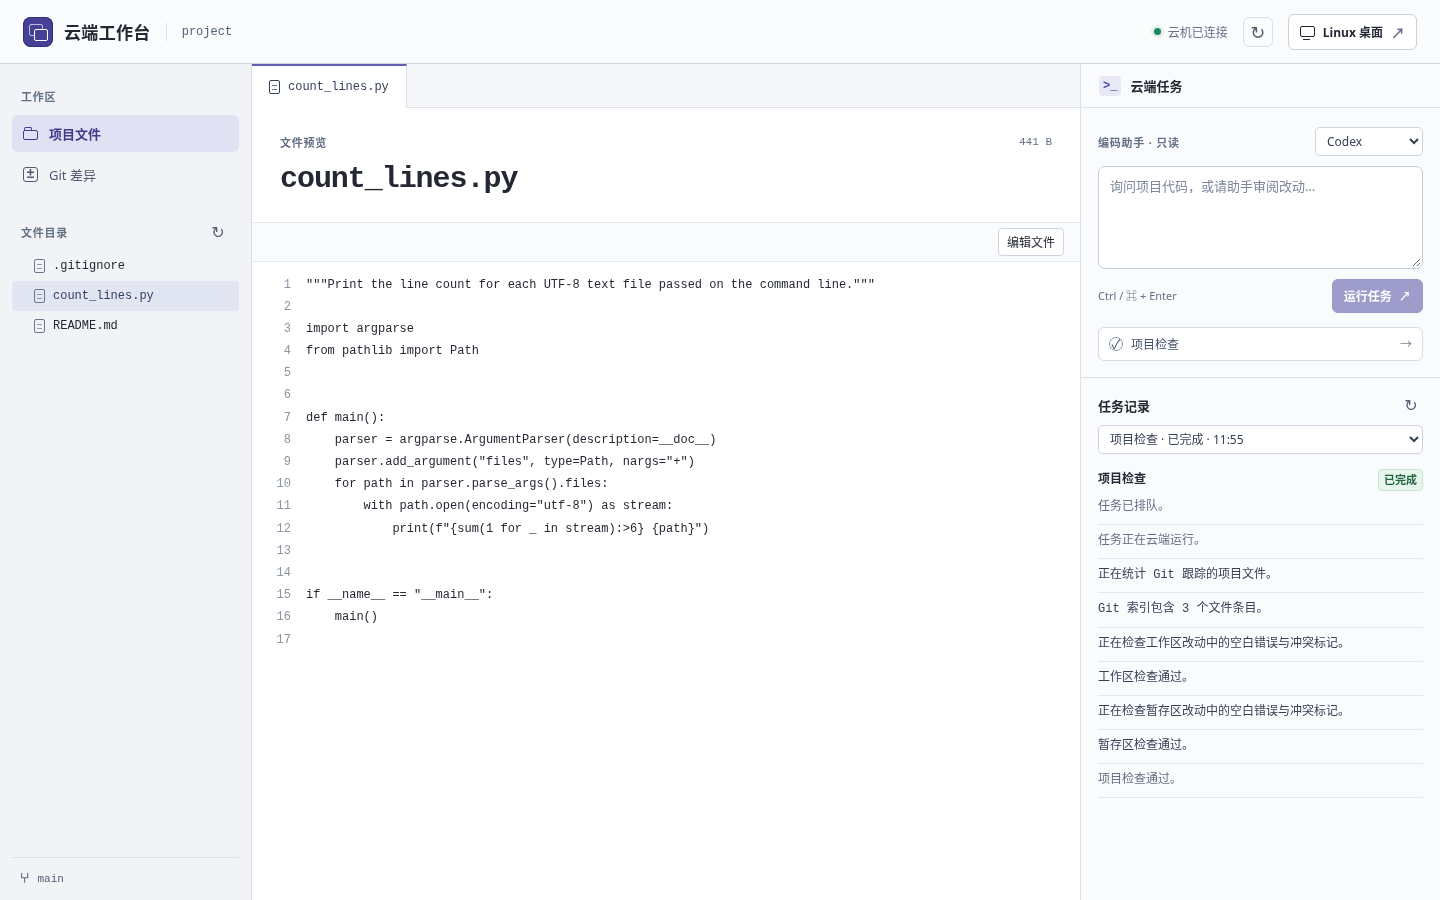 云端工作台
project
云机已连接
↻
Linux 桌面 ↗
工作区
项目文件
Git 差异
文件目录 ↻
.gitignore
count_lines.py
README.md
main
count_lines.py
文件预览
441 B
count_lines.py
编辑文件
1 """Print the line count for each UTF-8 text file passed on the command line."""
2
3 import argparse
4 from pathlib import Path
5
6
7 def main():
8     parser = argparse.ArgumentParser(description=__doc__)
9     parser.add_argument("files", type=Path, nargs="+")
10     for path in parser.parse_args().files:
11         with path.open(encoding="utf-8") as stream:
12             print(f"{sum(1 for _ in stream):>6} {path}")
13
14
15 if __name__ == "__main__":
16     main()
17
>_ 云端任务
编码助手 · 只读
Codex
询问项目代码，或请助手审阅改动...
Ctrl / ⌘ + Enter
运行任务 ↗
项目检查 →
任务记录 ↻
项目检查 · 已完成 · 11:55
项目检查
已完成
任务已排队。
任务正在云端运行。
正在统计 Git 跟踪的项目文件。
Git 索引包含 3 个文件条目。
正在检查工作区改动中的空白错误与冲突标记。
工作区检查通过。
正在检查暂存区改动中的空白错误与冲突标记。
暂存区检查通过。
项目检查通过。